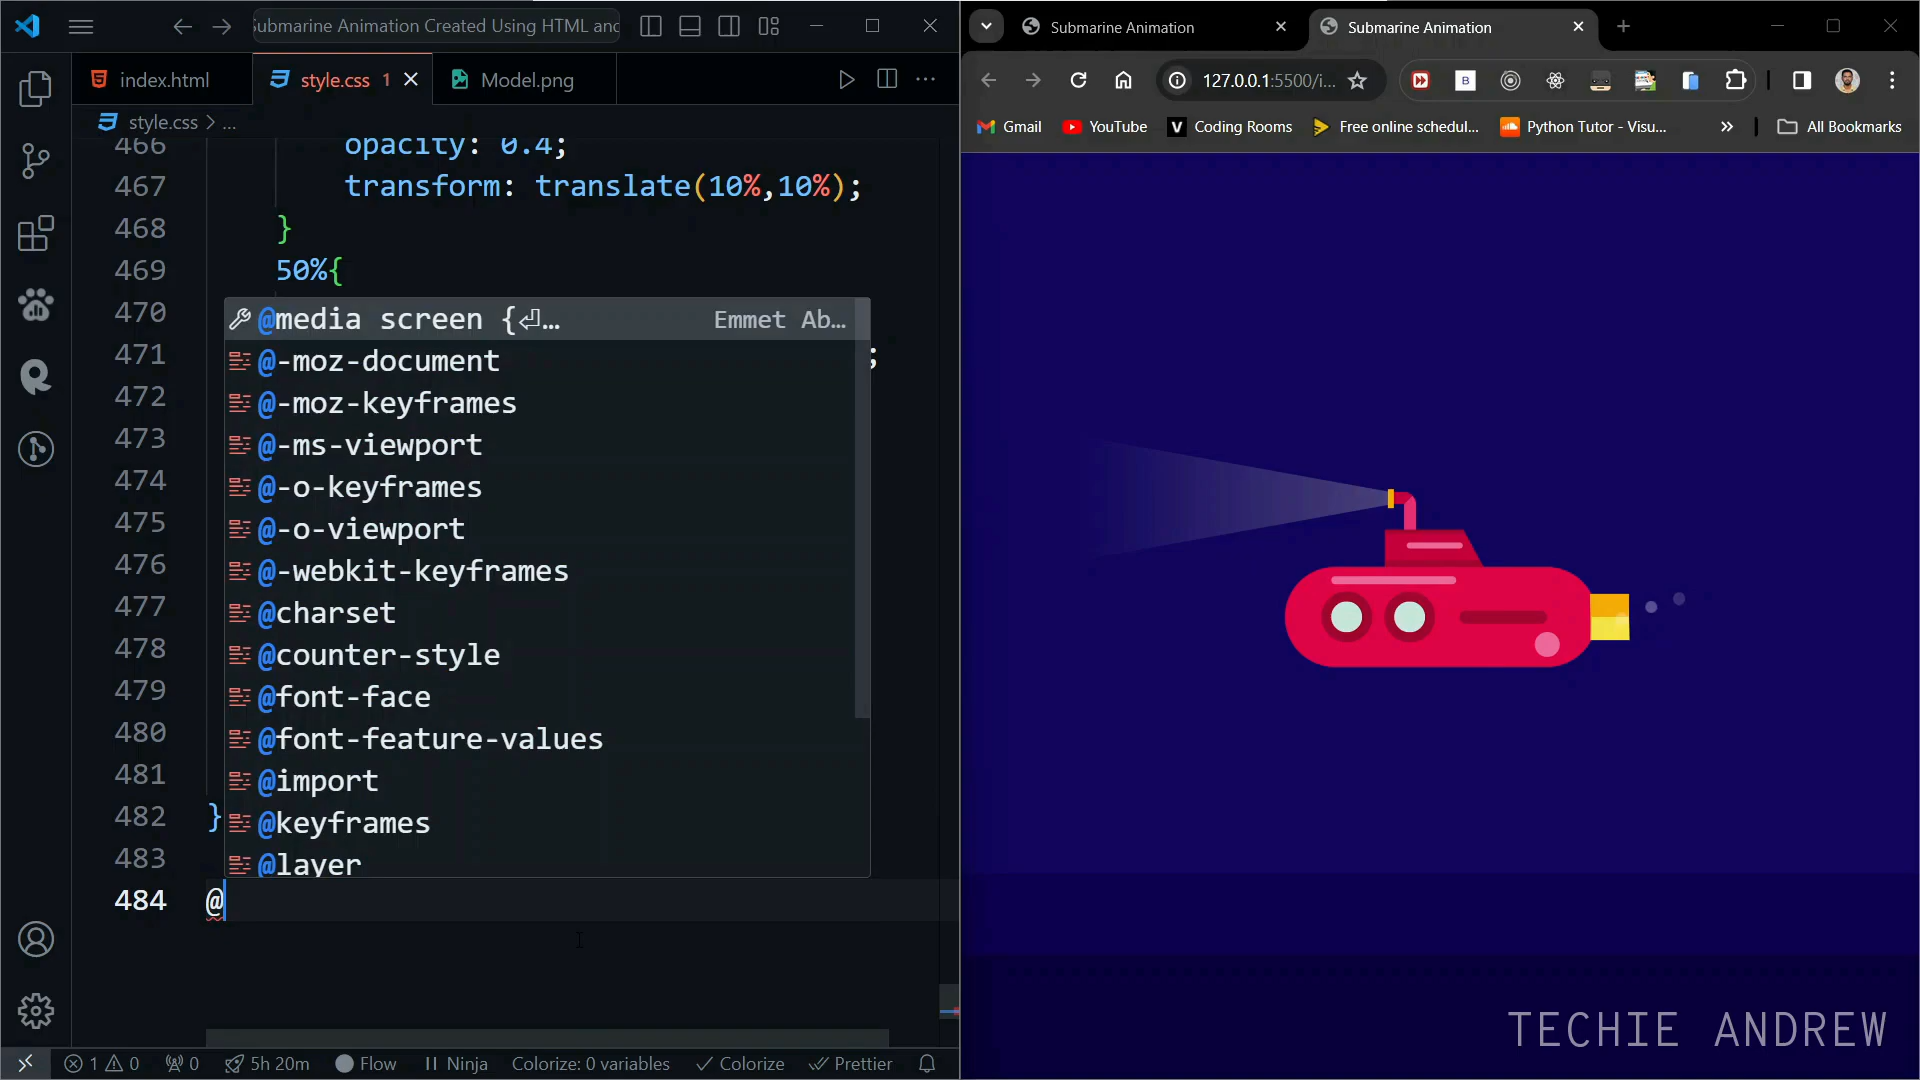 Submarine Animation Created Using HTML and
index.html
style.css 1
Model.png
style.css > ...
466 opacity: 0.4;
467 transform: translate(10%,10%);
468 }
469 50%{
470
471 ;
472
473
474
475
476
477
478
479
480
481
482 }
483
484 @
@media screen {⏎… Emmet Ab…
@-moz-document
@-moz-keyframes
@-ms-viewport
@-o-keyframes
@-o-viewport
@-webkit-keyframes
@charset
@counter-style
@font-face
@font-feature-values
@import
@keyframes
@layer
1 0 0 5h 20m Flow Ninja Colorize: 0 variables Colorize Prettier
Submarine Animation
Submarine Animation
127.0.0.1:5500/i...
Gmail YouTube Coding Rooms Free online schedul... Python Tutor - Visu... » All Bookmarks
TECHIE ANDREW